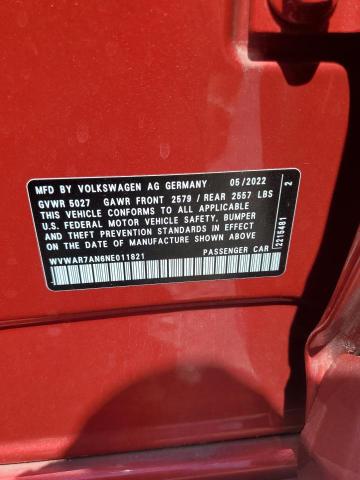 MFD BY VOLKSWAGEN AG GERMANY 05/2022
GVWR 5027 GAWR FRONT 2579 / REAR 2557 LBS
THIS VEHICLE CONFORMS TO ALL APPLICABLE
U.S. FEDERAL MOTOR VEHICLE SAFETY, BUMPER
AND THEFT PREVENTION STANDARDS IN EFFECT
ON DATE OF MANUFACTURE SHOWN ABOVE
WVWAR7AN6NE011821 PASSENGER CAR
2215481 2